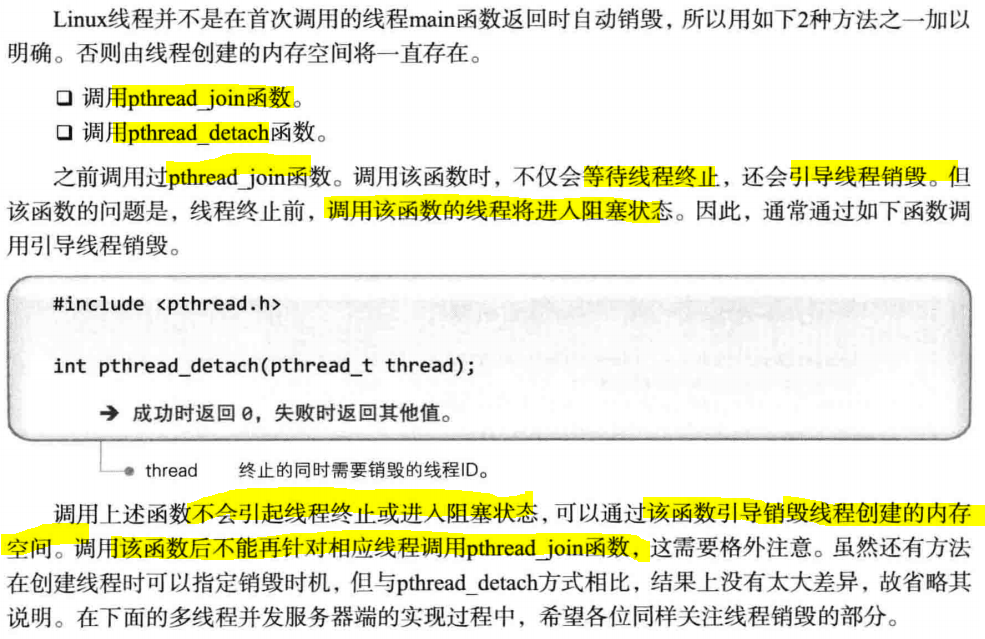 Linux线程并不是在首次调用的线程main函数返回时自动销毁，所以用如下2种方法之一加以
明确。否则由线程创建的内存空间将一直存在。
❑ 调用pthread_join函数。
❑ 调用pthread_detach函数。
之前调用过pthread_join函数。调用该函数时，不仅会等待线程终止，还会引导线程销毁。但
该函数的问题是，线程终止前，调用该函数的线程将进入阻塞状态。因此，通常通过如下函数调
用引导线程销毁。
#include <pthread.h>
int pthread_detach(pthread_t thread);
➔ 成功时返回 0，失败时返回其他值。
thread 终止的同时需要销毁的线程ID。
调用上述函数不会引起线程终止或进入阻塞状态，可以通过该函数引导销毁线程创建的内存
空间。调用该函数后不能再针对相应线程调用pthread_join函数，这需要格外注意。虽然还有方法
在创建线程时可以指定销毁时机，但与pthread_detach方式相比，结果上没有太大差异，故省略其
说明。在下面的多线程并发服务器端的实现过程中，希望各位同样关注线程销毁的部分。